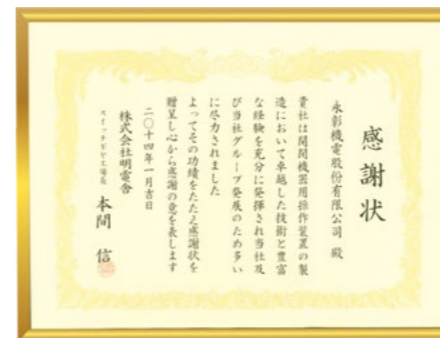 感謝状
永彰機電股份有限公司 殿
貴社は開閉機器用操作装置の製
造において卓越した技術と豊富
な経験を充分に発揮され当社及
び当社グループ発展のため多い
に尽力されました
よってその功績をたたえ感謝状を
贈呈し心から感謝の意を表します
二〇十四年一月吉日
株式会社明電舎
スイッチギヤ工場長 本間 信